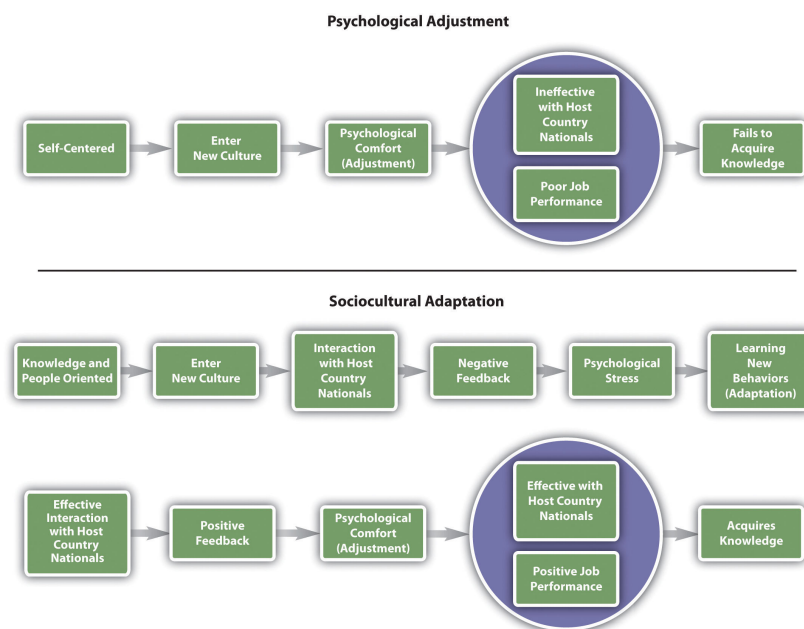 Psychological Adjustment
Self-Centered
Enter
New Culture
Psychological
Comfort
(Adjustment)
Ineffective
with Host
Country
Nationals
Poor Job
Performance
Fails to
Acquire
Knowledge
Sociocultural Adaptation
Knowledge and
People Oriented
Enter
New Culture
Interaction
with Host
Country
Nationals
Negative
Feedback
Psychological
Stress
Learning
New
Behaviors
(Adaptation)
Effective
Interaction
with Host
Country
Nationals
Positive
Feedback
Psychological
Comfort
(Adjustment)
Effective with
Host Country
Nationals
Positive Job
Performance
Acquires
Knowledge